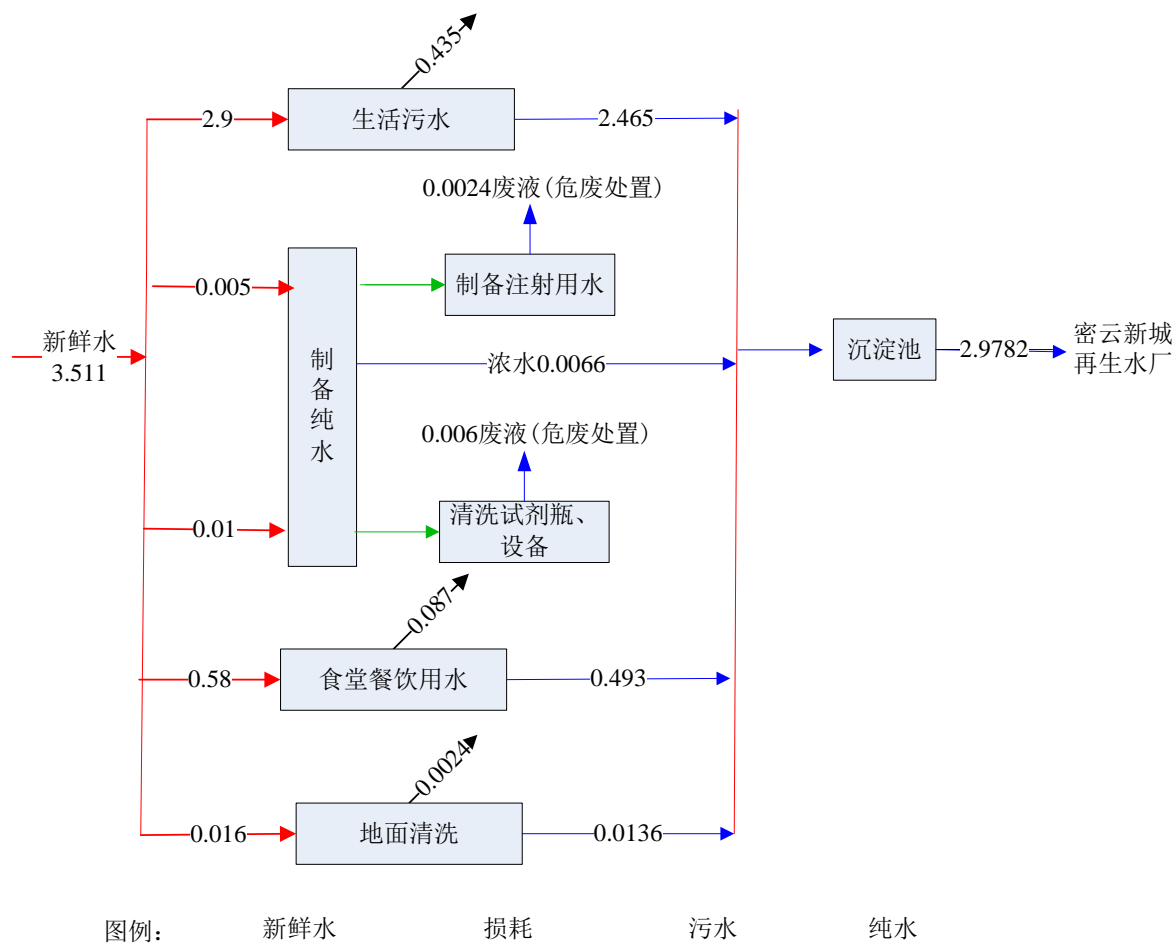 0.435
2.9
生活污水
2.465
0.0024废液(危废处置)
0.005
制备注射用水
新鲜水
3.511
制备纯水
浓水0.0066
沉淀池
2.9782
密云新城
再生水厂
0.006废液(危废处置)
0.01
清洗试剂瓶、
设备
0.087
0.58
食堂餐饮用水
0.493
0.0024
0.016
地面清洗
0.0136
图例： 新鲜水 损耗 污水 纯水